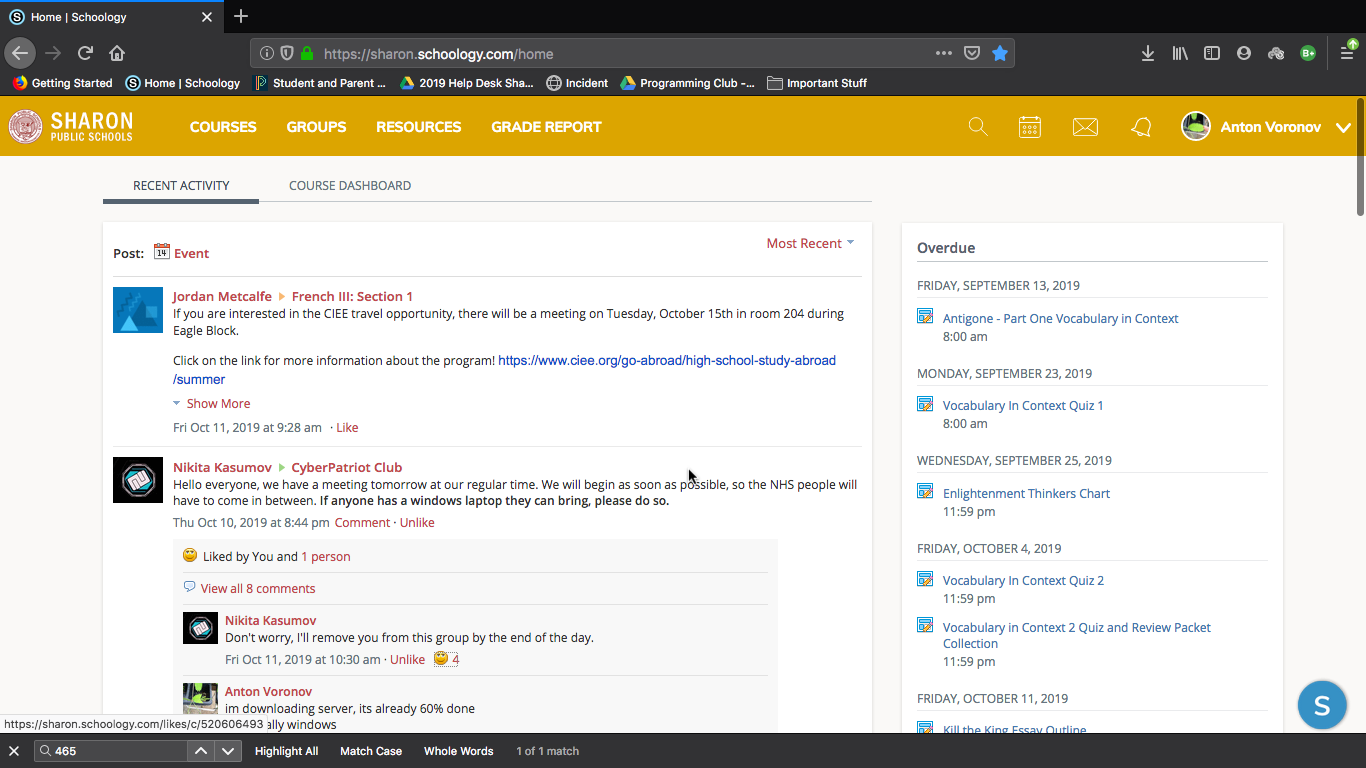 Home | Schoology
https://sharon.schoology.com/home
Getting Started
Home | Schoology
Student and Parent ...
2019 Help Desk Sha...
Incident
Programming Club -...
Important Stuff
SHARON
PUBLIC SCHOOLS
COURSES
GROUPS
RESOURCES
GRADE REPORT
Anton Voronov
RECENT ACTIVITY
COURSE DASHBOARD
Post:
14
Event
Most Recent
Jordan Metcalfe
French III: Section 1
If you are interested in the CIEE travel opportunity, there will be a meeting on Tuesday, October 15th in room 204 during
Eagle Block.
Click on the link for more information about the program! https://www.ciee.org/go-abroad/high-school-study-abroad
/summer
Show More
Fri Oct 11, 2019 at 9:28 am · Like
Nikita Kasumov
CyberPatriot Club
Hello everyone, we have a meeting tomorrow at our regular time. We will begin as soon as possible, so the NHS people will
have to come in between. If anyone has a windows laptop they can bring, please do so.
Thu Oct 10, 2019 at 8:44 pm Comment · Unlike
Liked by You and 1 person
View all 8 comments
Nikita Kasumov
Don't worry, I'll remove you from this group by the end of the day.
Fri Oct 11, 2019 at 10:30 am · Unlike 4
Anton Voronov
im downloading server, its already 60% done
ally windows
https://sharon.schoology.com/likes/c/520606493
Overdue
FRIDAY, SEPTEMBER 13, 2019
Antigone - Part One Vocabulary in Context
8:00 am
MONDAY, SEPTEMBER 23, 2019
Vocabulary In Context Quiz 1
8:00 am
WEDNESDAY, SEPTEMBER 25, 2019
Enlightenment Thinkers Chart
11:59 pm
FRIDAY, OCTOBER 4, 2019
Vocabulary In Context Quiz 2
11:59 pm
Vocabulary in Context 2 Quiz and Review Packet
Collection
11:59 pm
FRIDAY, OCTOBER 11, 2019
Kill the King Essay Outline
S
465
Highlight All
Match Case
Whole Words
1 of 1 match